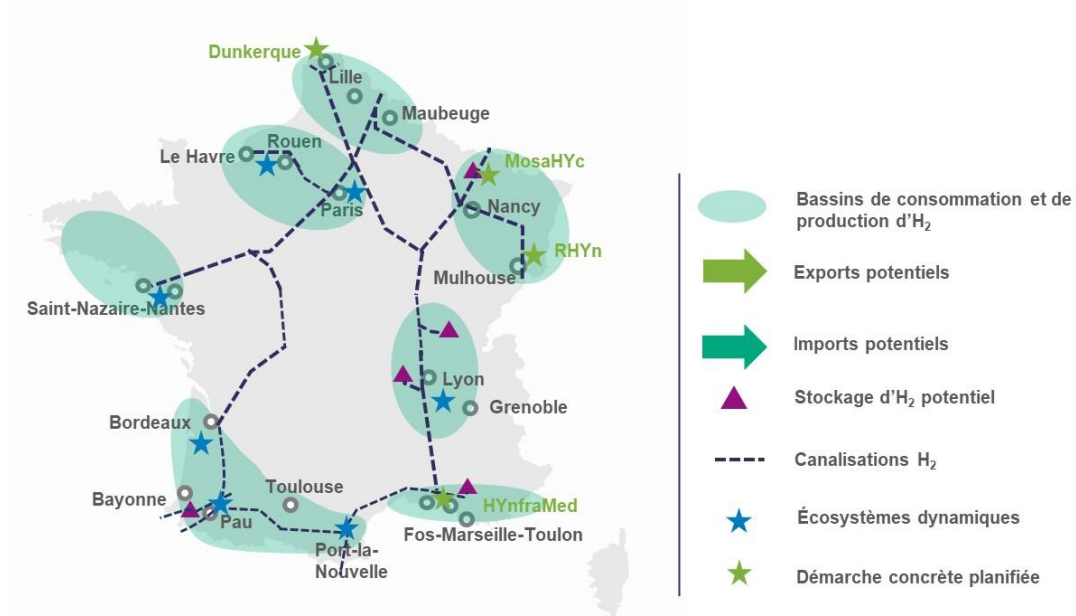 Dunkerque
Lille
Maubeuge
Rouen
Le Havre
MosaHYc
Paris
Nancy
RHYn
Mulhouse
Saint-Nazaire-Nantes
Lyon
Grenoble
Bordeaux
Bayonne
Toulouse
HYnfraMed
Pau
Fos-Marseille-Toulon
Port-la-
Nouvelle
Bassins de consommation et de
production d'H₂
Exports potentiels
Imports potentiels
Stockage d'H₂ potentiel
Canalisations H₂
Écosystèmes dynamiques
Démarche concrète planifiée